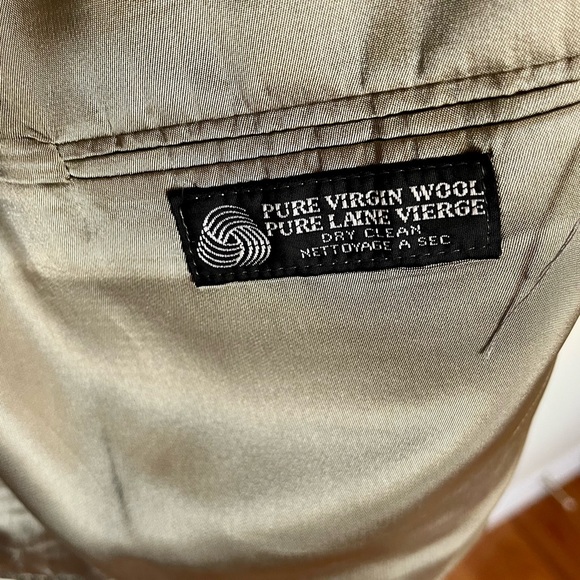 PURE VIRGIN WOOL
PURE LAINE VIERGE
DRY CLEAN
NETTOYAGE A SEC